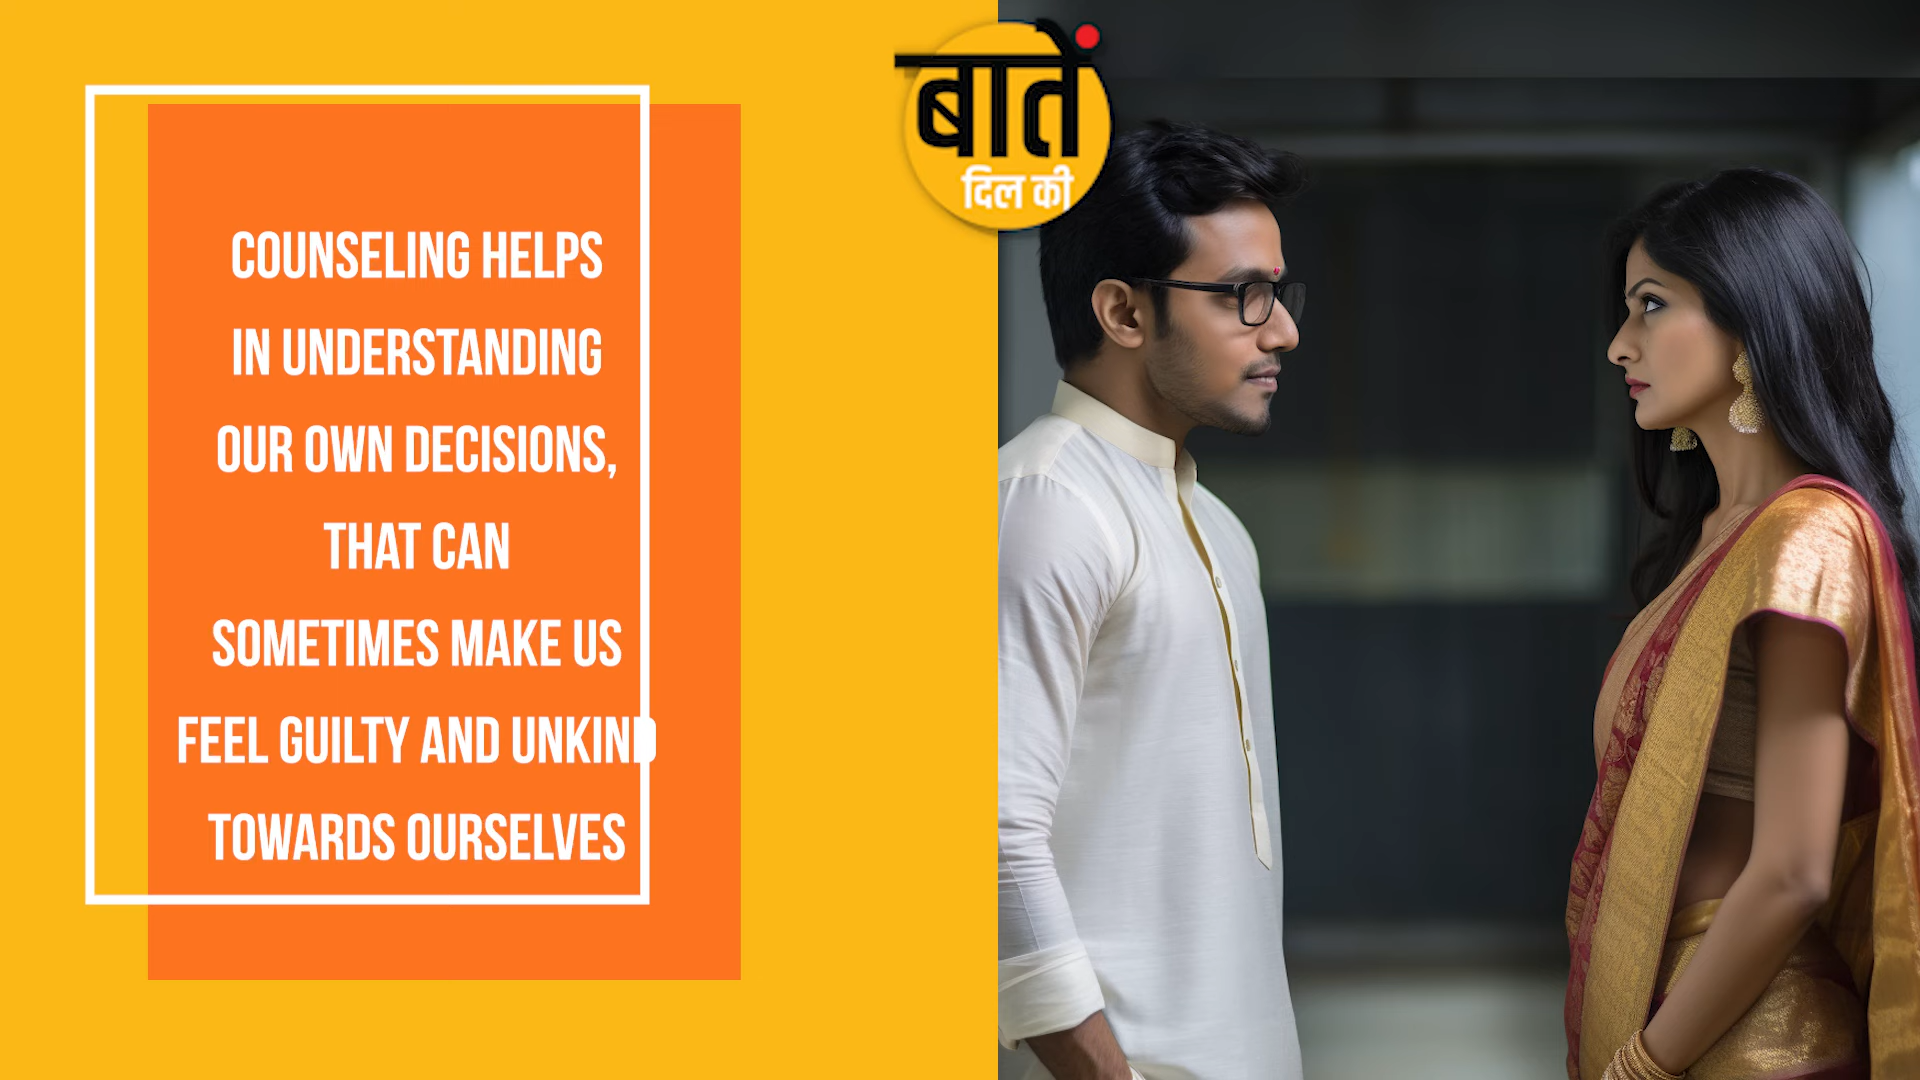 बातें
दिल की
COUNSELING HELPS
IN UNDERSTANDING
OUR OWN DECISIONS,
THAT CAN
SOMETIMES MAKE US
FEEL GUILTY AND UNKIND
TOWARDS OURSELVES